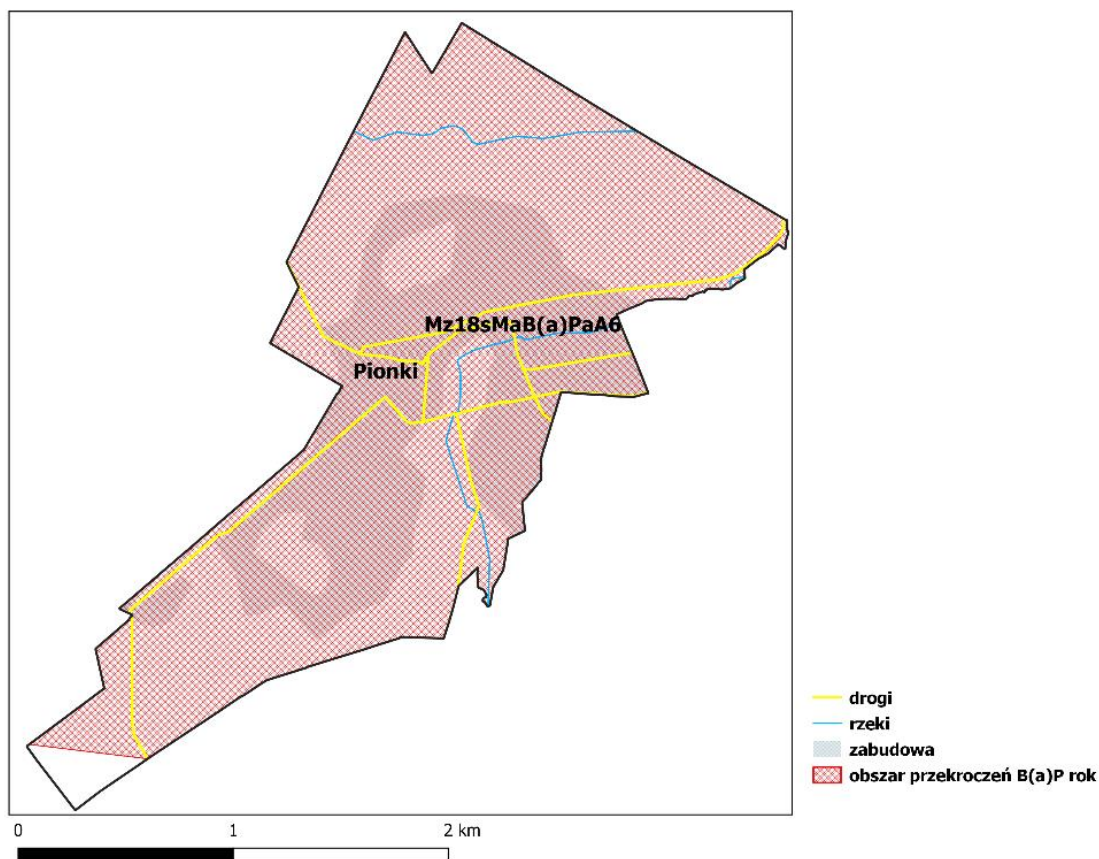 Mz18sMaB(a)PaA6
Pionki
drogi
rzeki
zabudowa
obszar przekroczeń B(a)P rok
0 1 2 km